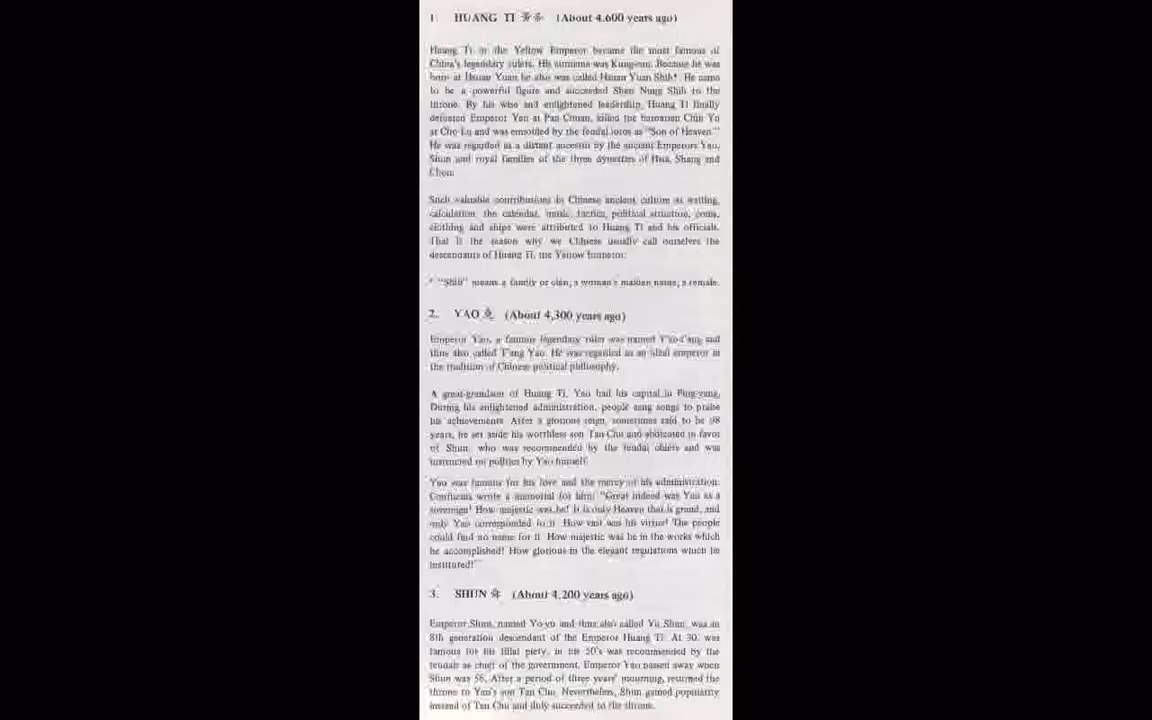 1. HUANG TI (About 4,600 years ago)
Huang Ti or the Yellow Emperor became the most famous of
China's legendary rulers. His surname was Kungsun. Because he was
born at Hsuan Yuan he also was called Hsuan Yuan Shih*. He came
to be a powerful figure and succeeded Shen Nung Shih to the
throne. By his wise and enlightened leadership, Huang Ti finally
defeated Emperor Yen at Pan Chuan, killed the barbarian Chih Yu
at Cho-Lu and was ennobled by the feudal lords as "Son of Heaven."
He was regarded as a distant ancestor by the ancient Emperors Yao,
Shun and royal families of the three dynasties of Hsia, Shang and
Chou.
Such valuable contributions to Chinese ancient culture as writing,
calculation, the calendar, music, tactics, political structure, coins,
clothing and ships were attributed to Huang Ti and his officials.
That is the reason why we Chinese usually call ourselves the
descendants of Huang Ti, the Yellow Emperor.
* "Shih" means a family or clan; a woman's maiden name; a female.
2. YAO 堯 (About 4,300 years ago)
Emperor Yao, a famous legendary ruler was named and
thus also called T'ang Yao. He was regarded as an ideal emperor in
the tradition of Chinese political philosophy.
A great-grandson of Huang Ti, Yao had his capital in Ping-yang.
During his enlightened administration, people sang songs to praise
his achievements. After a glorious reign, sometimes said to be 98
years, he set aside his worthless son Tan Chu and abdicated in favor
of Shun, who was recommended by the feudal chiefs and was
instructed on politics by Yao himself.
Yao was famous for his love and the mercy of his administration.
Confucius wrote a memorial for him: "Great indeed was Yao as a
sovereign! How majestic was he! It is only Heaven that is grand, and
only Yao corresponded to it. How vast was his virtue! The people
could find no name for it. How majestic was he in the works which
he accomplished! How glorious in the elegant regulations which he
instituted!"
3. SHUN 舜 (About 4,200 years ago)
Emperor Shun, named Yo-yu and thus also called Yu Shun, was an
8th generation descendant of the Emperor Huang Ti. At 30, was
famous for his filial piety, in his 50's was recommended by the
feudals as chief of the government. Emperor Yao passed away when
Shun was 58. After a period of three years' mourning, returned the
throne to Yao's son Tan Chu. Nevertheless, Shun gained popularity
instead of Tan Chu and duly succeeded to the throne.